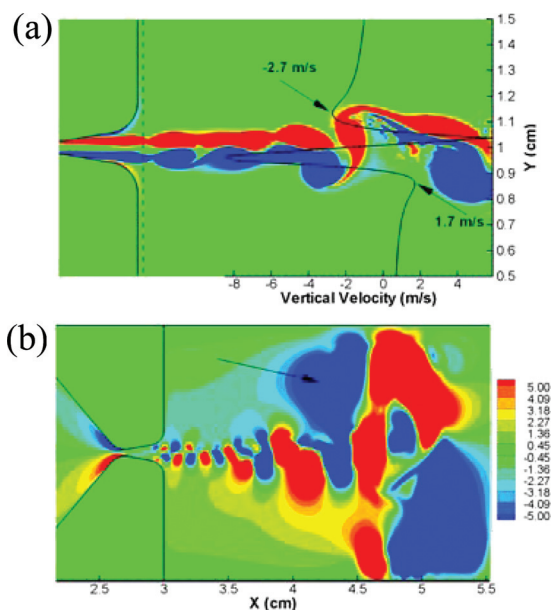 (a)
1.5
1.4
1.3
1.2
1.1
1
0.9
0.8
0.7
0.6
0.5
Y (cm)
-2.7 m/s
1.7 m/s
-8 -6 -4 -2 0 2 4
Vertical Velocity (m/s)
(b)
5.00
4.09
3.18
2.27
1.36
0.45
-0.45
-1.36
-2.27
-3.18
-4.09
-5.00
2.5 3 3.5 4 4.5 5 5.5
X (cm)